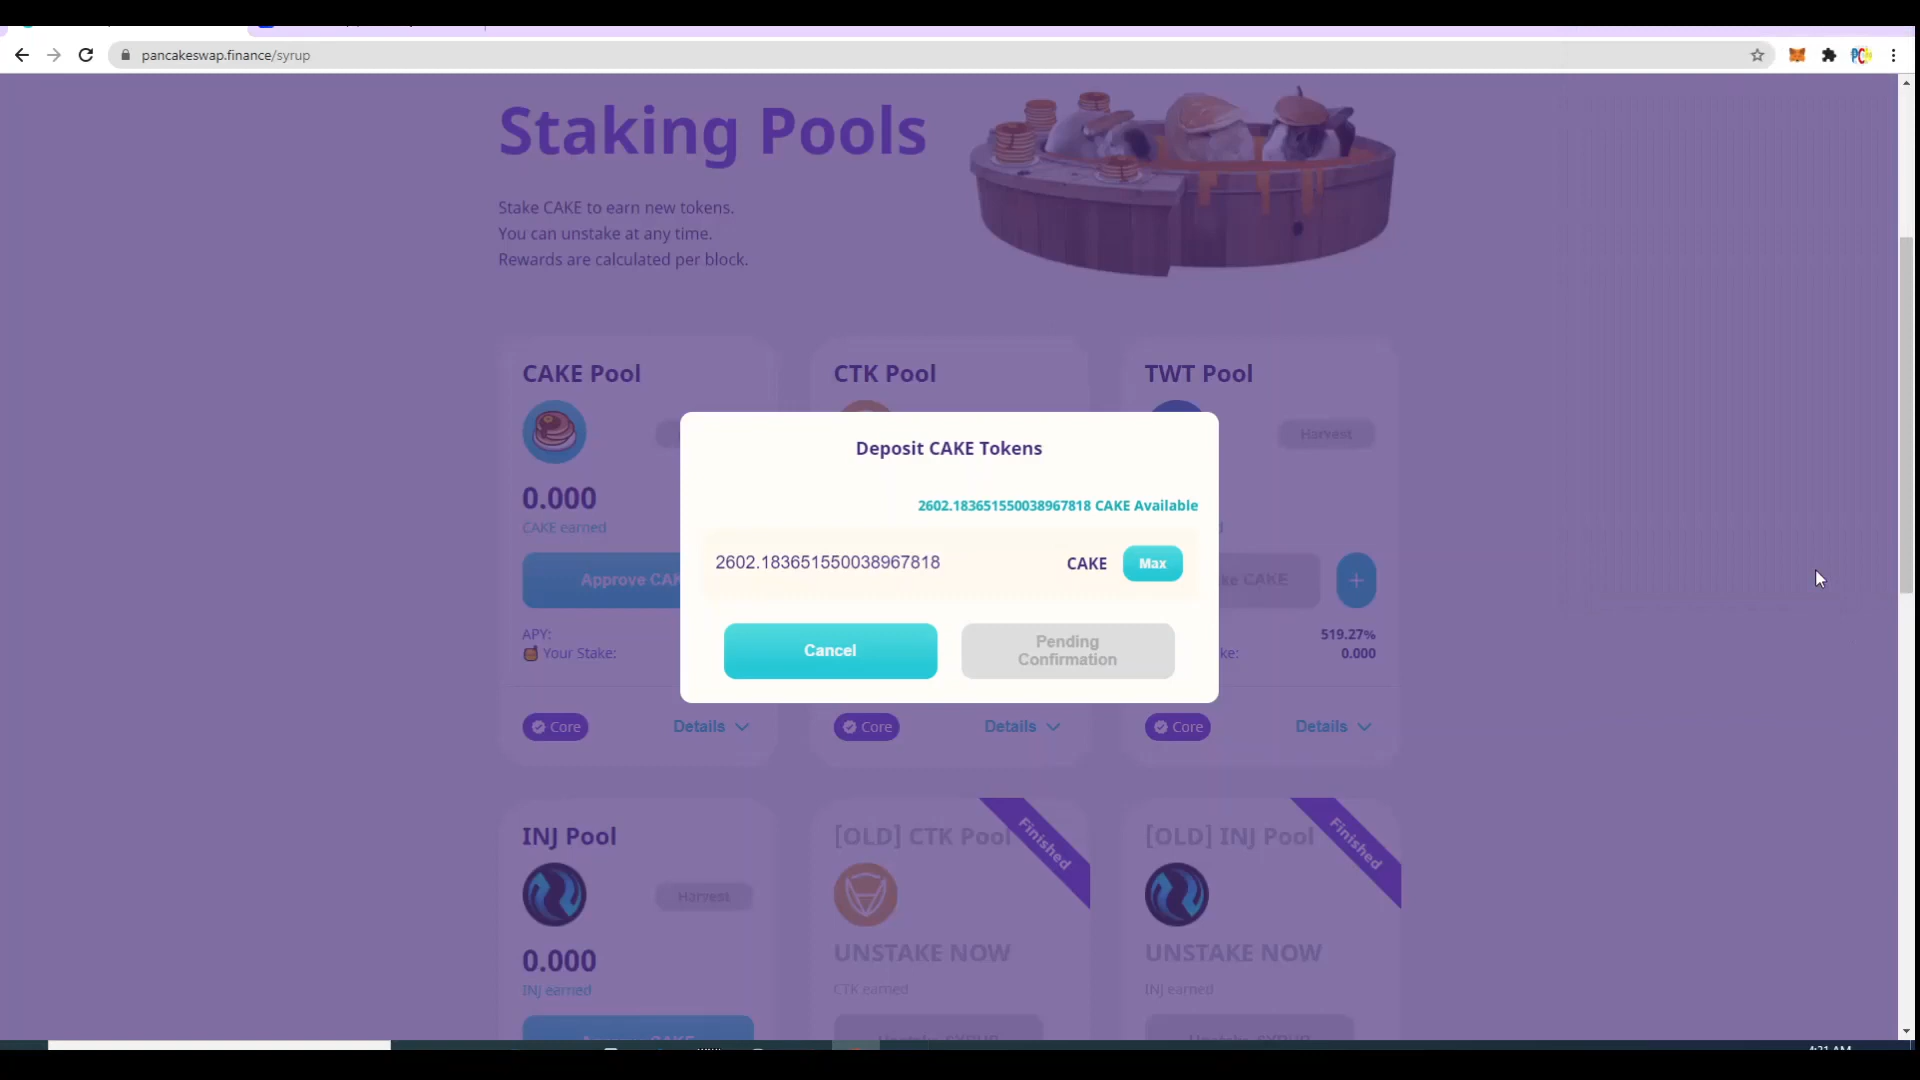 pancakeswap.finance/syrup
Staking Pools
Stake CAKE to earn new tokens.
You can unstake at any time.
Rewards are calculated per block.
CAKE Pool
CTK Pool
TWT Pool
Harvest
Deposit CAKE Tokens
2602.183651550038967818 CAKE Available
2602.183651550038967818 CAKE Max
Cancel
Pending
Confirmation
0.000
CAKE earned
Approve
CAKE
+
APY:
519.27%
Your Stake:
0.000
Core Details
Core Details
Core Details
INJ Pool
[OLD] CTK Pool
Finished
[OLD] INJ Pool
Finished
Harvest
0.000
INJ earned
UNSTAKE NOW
CTK earned
UNSTAKE NOW
INJ earned